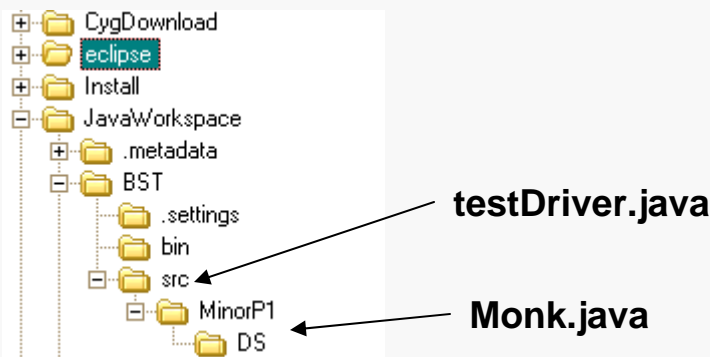 CygDownload
eclipse
Install
JavaWorkspace
.metadata
BST
.settings
testDriver.java
bin
src
MinorP1
Monk.java
DS